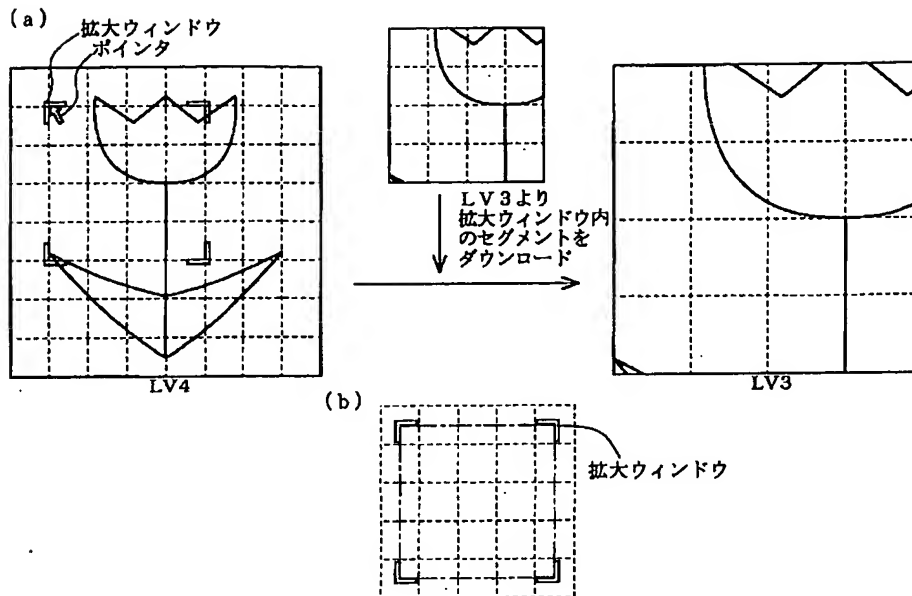 (a)
拡大ウィンドウ
ポインタ
LV3より
拡大ウィンドウ内
のセグメントを
ダウンロード
LV4
LV3
(b)
拡大ウィンドウ